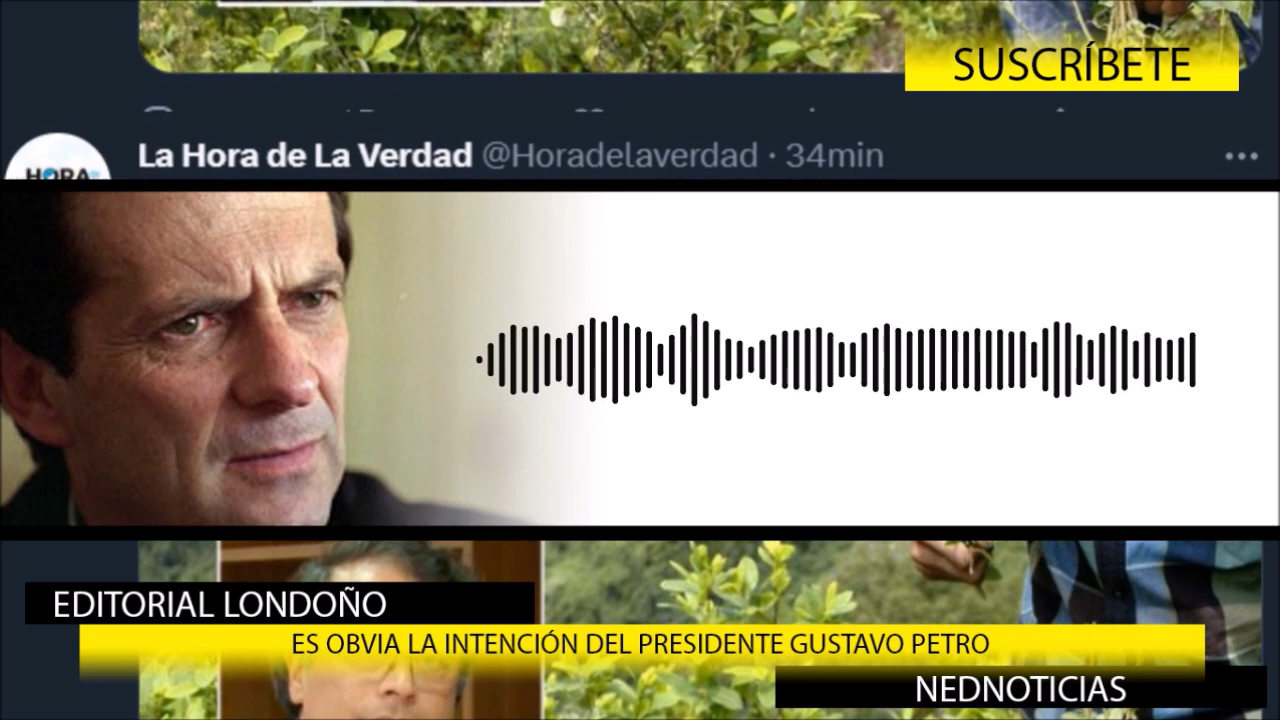 SUSCRÍBETE
La Hora de La Verdad @Horadelaverdad · 34min
HORA
EDITORIAL LONDOÑO
ES OBVIA LA INTENCIÓN DEL PRESIDENTE GUSTAVO PETRO
NEDNOTICIAS